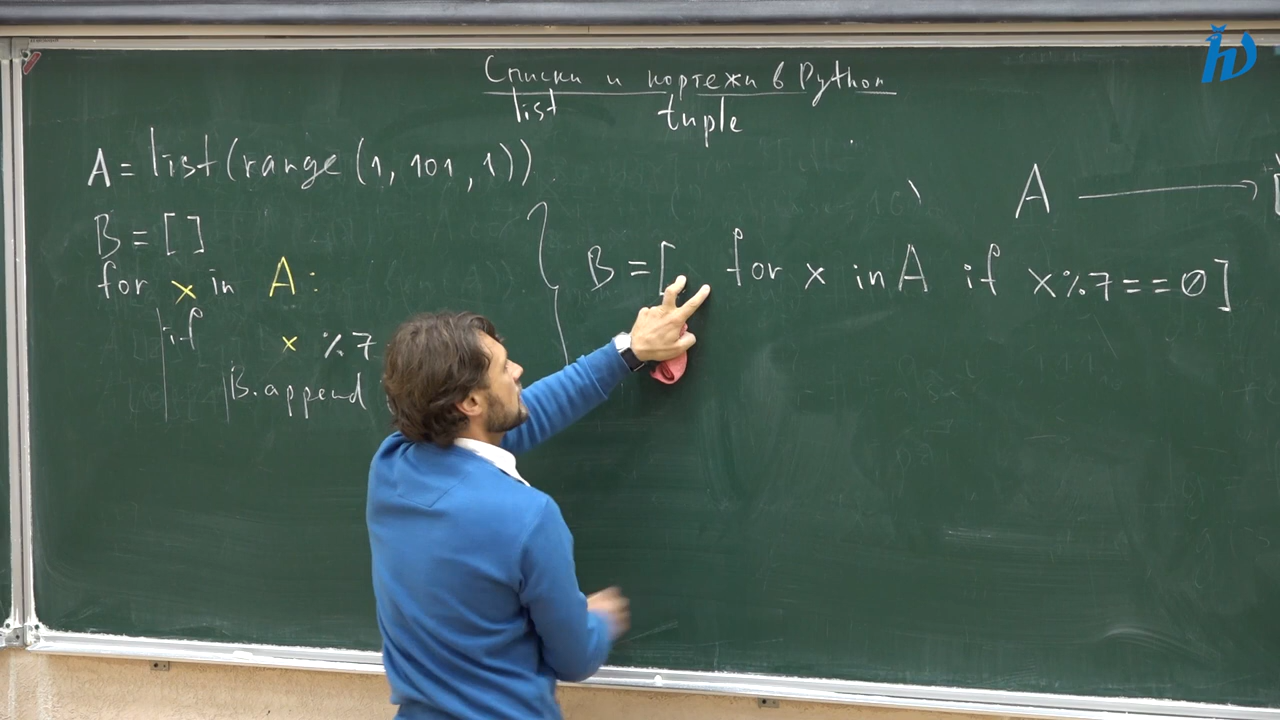 Списки и кортежи в Python
list tuple
A = list(range(1, 101, 1))
B = []
for x in A:
if x %7
B.append
B = [ for x in A if x%7==0]
A